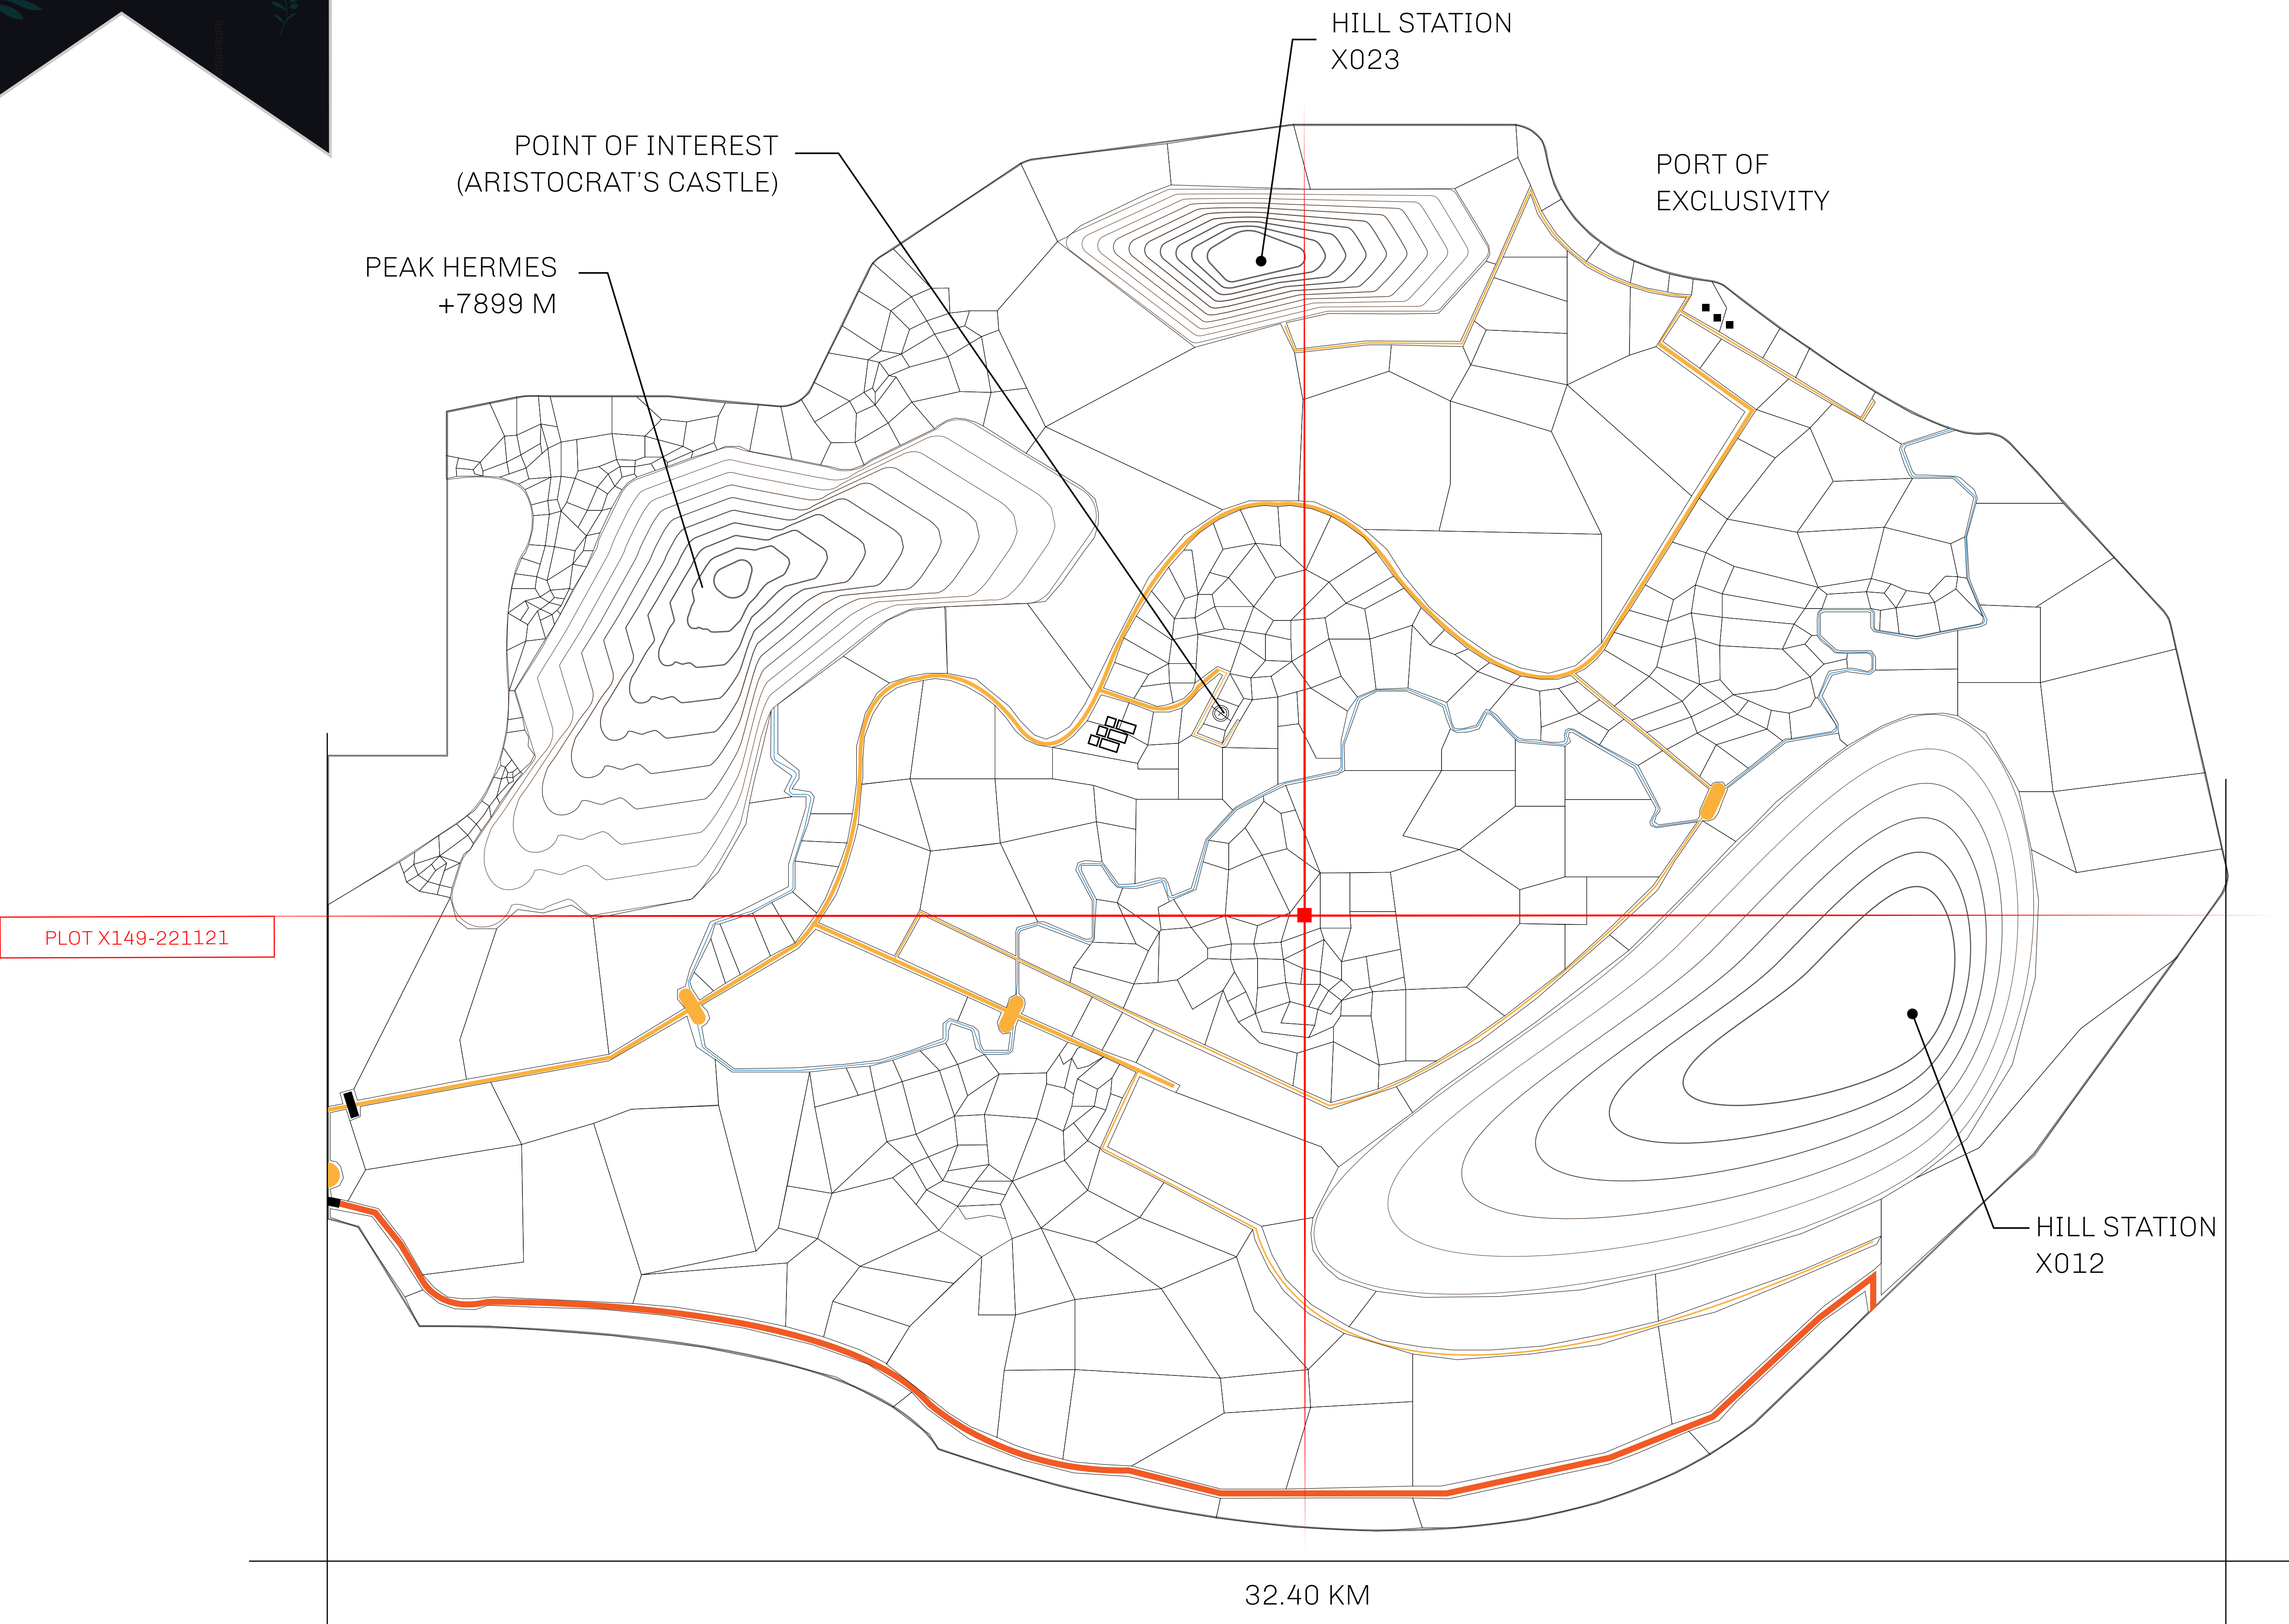 HILL STATION
X023
POINT OF INTEREST
(ARISTOCRAT'S CASTLE)
PORT OF
EXCLUSIVITY
PEAK HERMES
+7899 M
PLOT X149-221121
HILL STATION
X012
32.40 KM